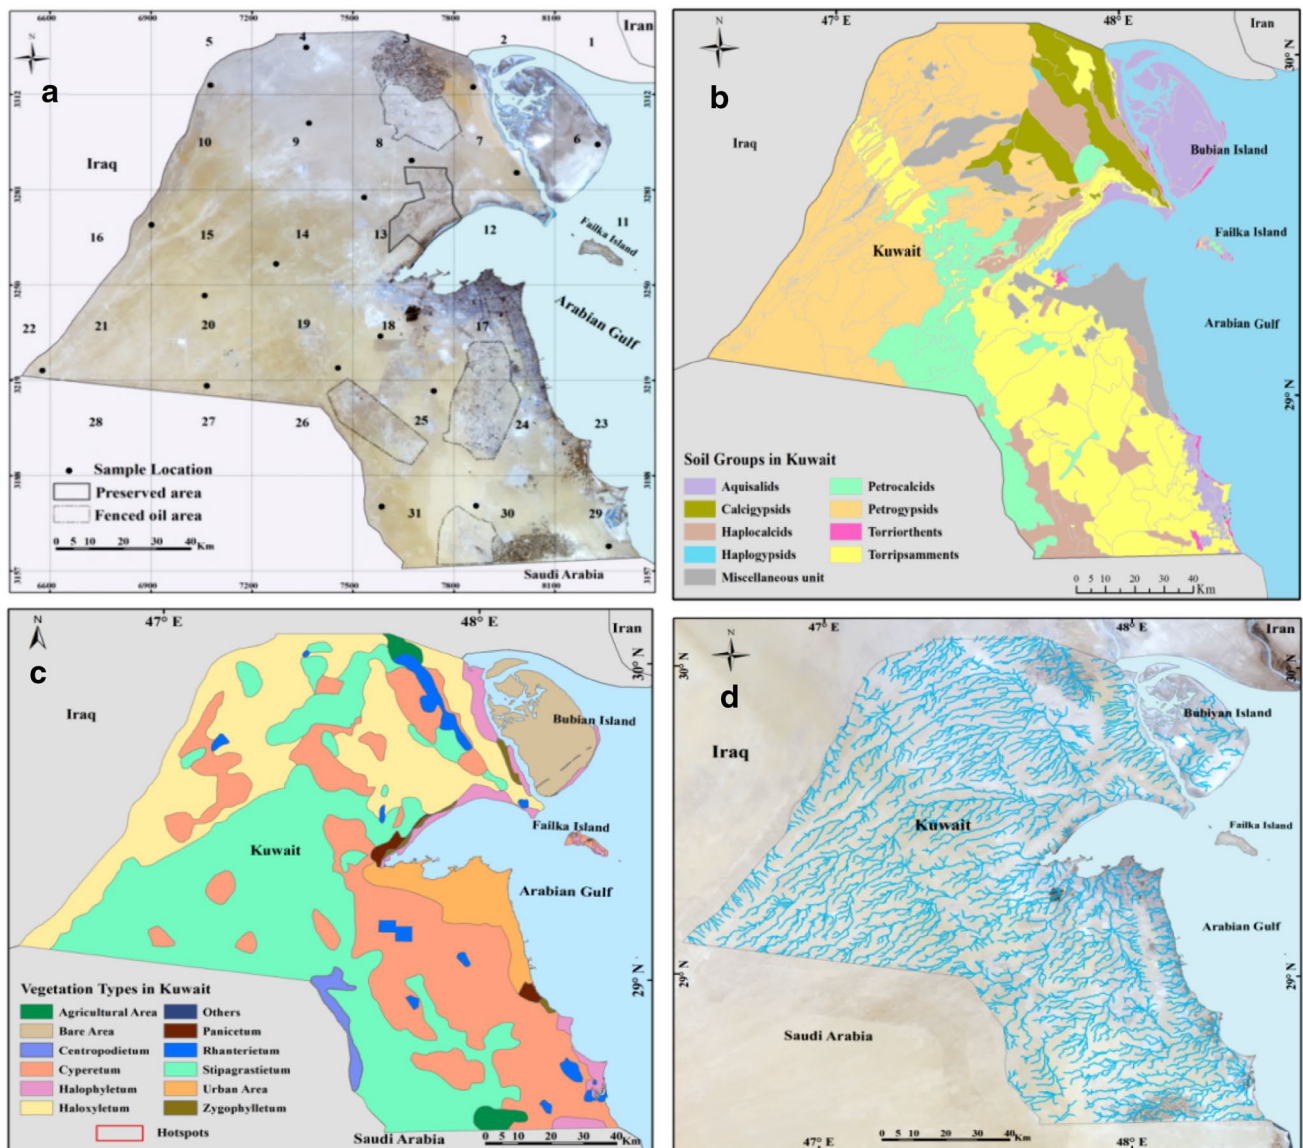 6600 6900 7200 7500 7800 8100
Iran
N
5 4 3 2 1
a
3312
10 9 8 7 6
Iraq
3281
16 15 14 13 12 11
Failka Island
3250
Arabian Gulf
22 21 20 19 18 17
3219
28 27 26 25 24 23
Sample Location
3188
Preserved area
31 30 29
Fenced oil area
0 5 10 20 30 40 Km
Saudi Arabia
3157
6600 6900 7200 7500 7800 8100
47° E 48° E
Iran
N
30° N
b
Iraq
Bubian Island
Failka Island
Kuwait
Arabian Gulf
29° N
Soil Groups in Kuwait
Aquisalids
Calcigypsids
Haplocalcids
Haplogypsids
Miscellaneous unit
Petrocalcids
Petrogypsids
Torriorthents
Torripsamments
0 5 10 20 30 40 Km
47° E 48° E
N
Iran
30° N
c
Iraq
Bubian Island
Failka Island
Kuwait
Arabian Gulf
29° N
Vegetation Types in Kuwait
Agricultural Area
Bare Area
Centropodietum
Cyperetum
Halophyletum
Haloxyletum
Others
Panicetum
Rhanterietum
Stipagrastietum
Urban Area
Zygophylletum
Hotspots
Saudi Arabia
0 5 10 20 30 40 Km
47° E 48° E
Iran
N
30° N 30° N
d
Bubiyan Island
Iraq
Kuwait
Failka Island
Arabian Gulf
29° N 29° N
Saudi Arabia
0 5 10 20 30 40 Km
47° E 48° E